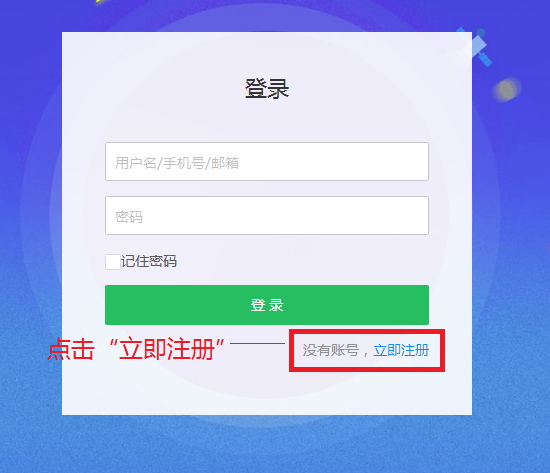 登录
用户名/手机号/邮箱
密码
记住密码
登 录
点击“立即注册”
没有账号，立即注册